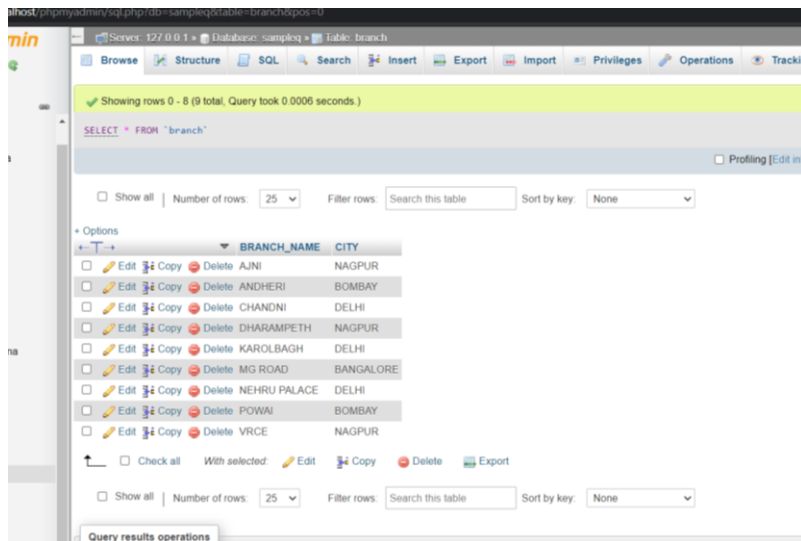 alhost/phpmyadmin/sql.php?db=sampleq&table=branch&pos=0
min
Server: 127.0.0.1 » Database: sampleq » Table: branch
Browse Structure SQL Search Insert Export Import Privileges Operations Tracki
Showing rows 0 - 8 (9 total, Query took 0.0006 seconds.)
SELECT * FROM `branch`
Profiling [Edit in
Show all | Number of rows: 25 Filter rows: Search this table Sort by key: None
+ Options
←T→ BRANCH_NAME CITY
Edit Copy Delete AJNI NAGPUR
Edit Copy Delete ANDHERI BOMBAY
Edit Copy Delete CHANDNI DELHI
Edit Copy Delete DHARAMPETH NAGPUR
Edit Copy Delete KAROLBAGH DELHI
na
Edit Copy Delete MG ROAD BANGALORE
Edit Copy Delete NEHRU PALACE DELHI
Edit Copy Delete POWAI BOMBAY
Edit Copy Delete VRCE NAGPUR
Check all With selected: Edit Copy Delete Export
Show all | Number of rows: 25 Filter rows: Search this table Sort by key: None
Query results operations